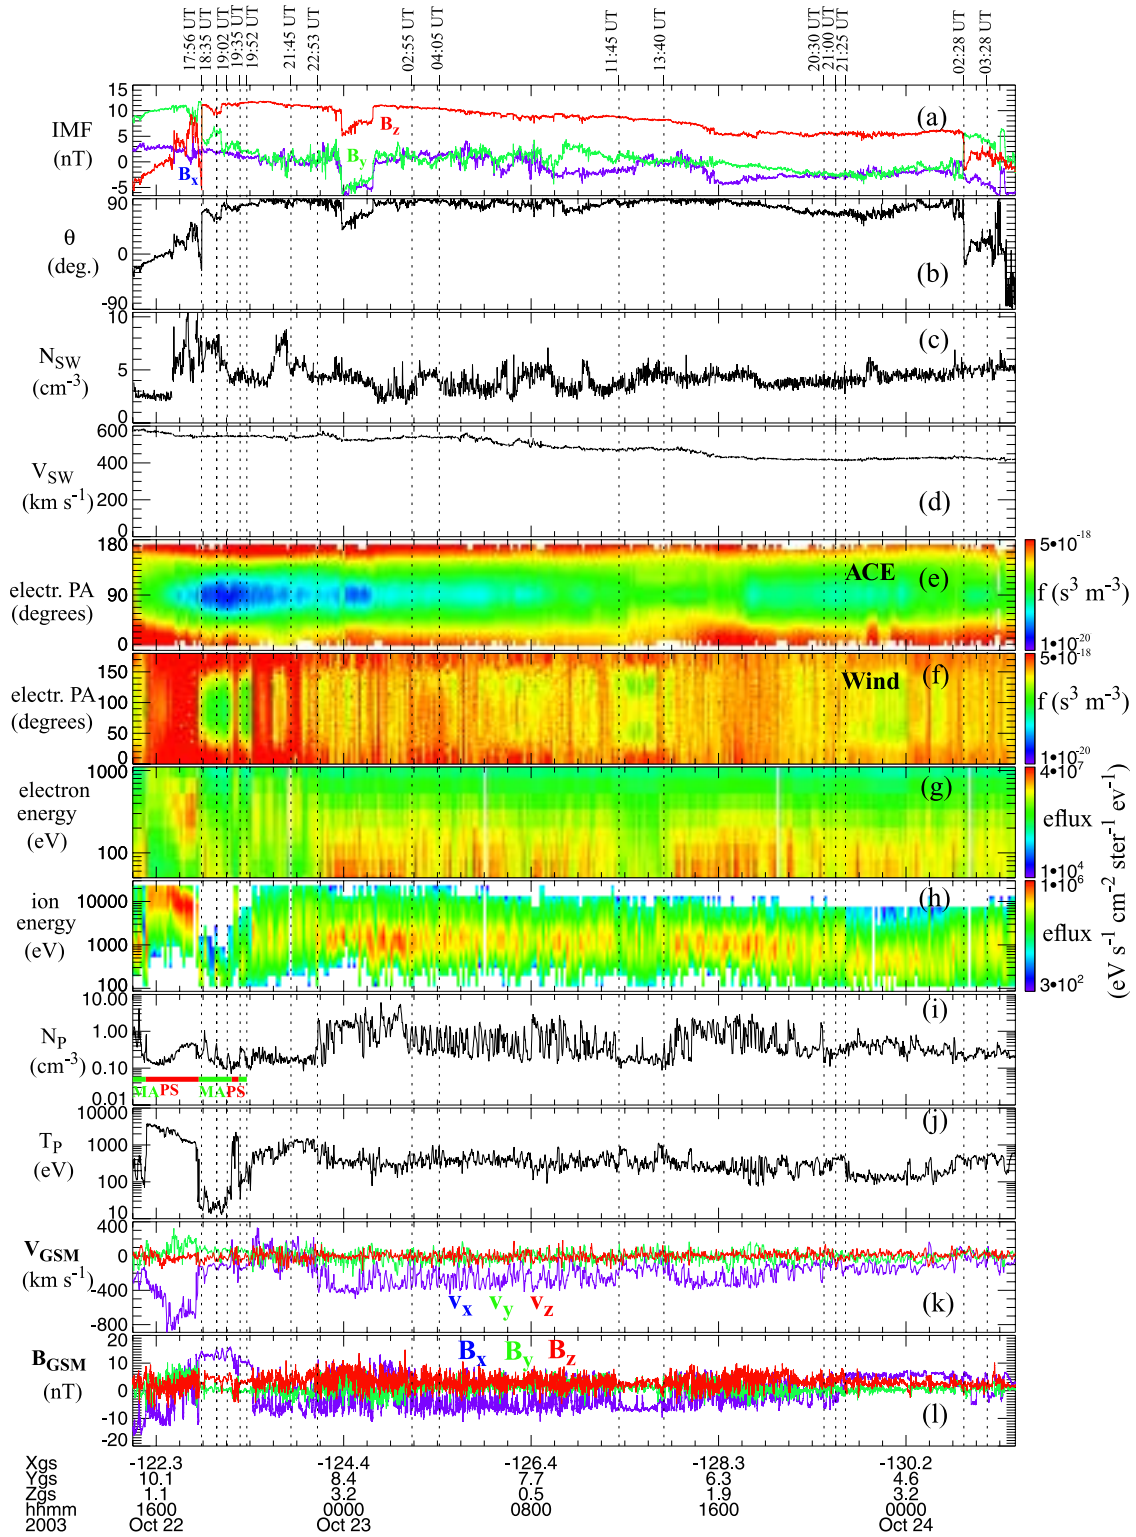 17:56 UT
18:35 UT
19:02 UT
19:35 UT
19:52 UT
21:45 UT
22:53 UT
02:55 UT
04:05 UT
11:45 UT
13:40 UT
20:30 UT
21:00 UT
21:25 UT
02:28 UT
03:28 UT
IMF
(nT)
15
10
5
0
-5
Bz
By
Bx
(a)
θ
(deg.)
90
0
-90
(b)
NSW
(cm-3)
10
5
0
(c)
VSW
(km s-1)
600
400
200
0
(d)
electr. PA
(degrees)
180
90
0
ACE
(e)
5•10-18
f (s3 m-3)
1•10-20
electr. PA
(degrees)
150
100
50
0
Wind
(f)
5•10-18
f (s3 m-3)
1•10-20
electron
energy
(eV)
1000
100
(g)
4•107
eflux
1•104
ion
energy
(eV)
10000
1000
100
(h)
1•106
eflux
3•102
(eV s-1 cm-2 ster-1 ev-1)
NP
(cm-3)
10.00
1.00
0.10
0.01
MA PS MA PS
(i)
TP
(eV)
10000
1000
100
10
(j)
VGSM
(km s-1)
400
0
-400
-800
vx vy vz
(k)
BGSM
(nT)
20
10
0
-10
-20
Bx By Bz
(l)
Xgs -122.3 -124.4 -126.4 -128.3 -130.2
Ygs 10.1 8.4 7.7 6.3 4.6
Zgs 1.1 3.2 0.5 1.9 3.2
hhmm 1600 0000 0800 1600 0000
2003 Oct 22 Oct 23 Oct 24